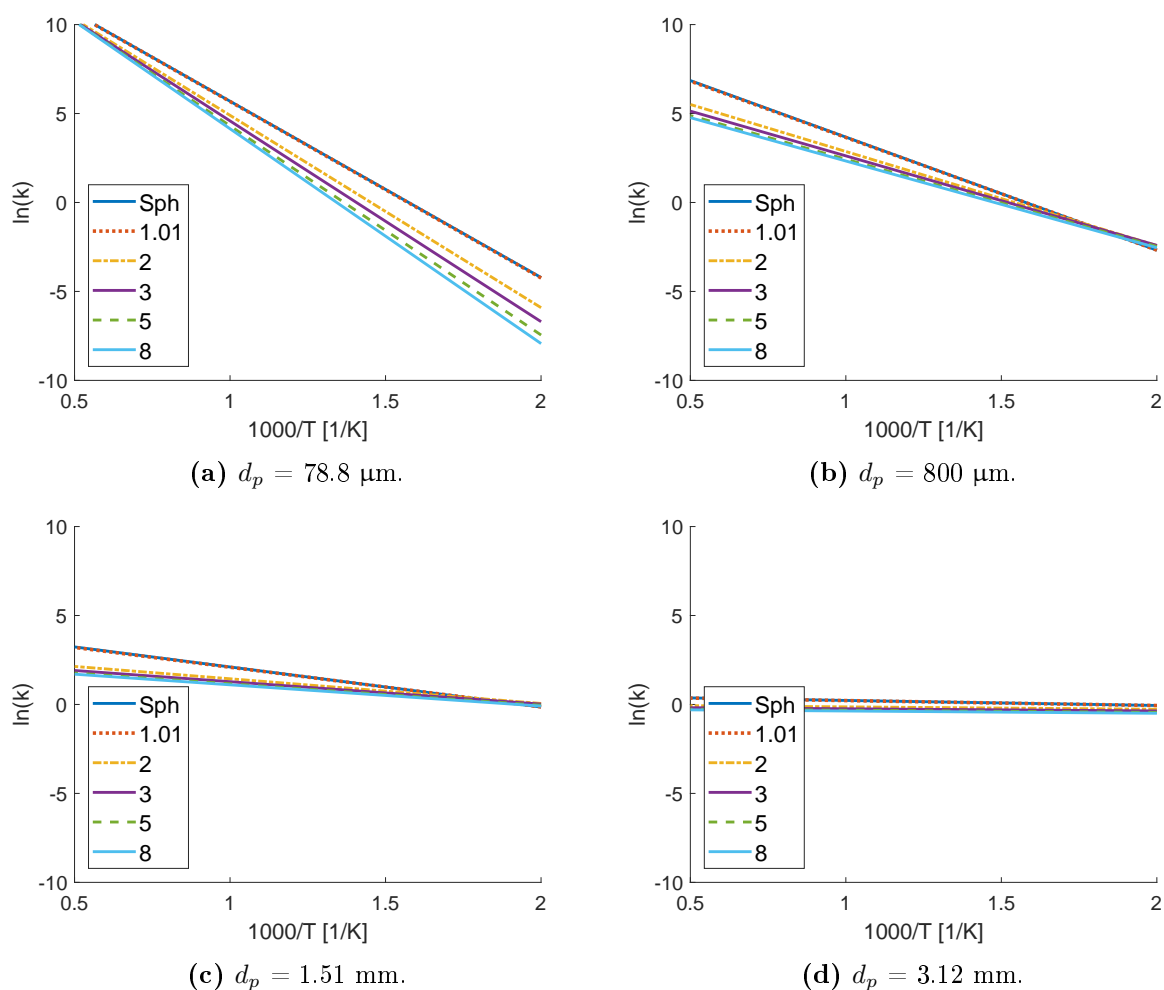 10
5
0
-5
-10
ln(k)
Sph
1.01
2
3
5
8
0.5 1 1.5 2
1000/T [1/K]
(a) dp = 78.8 µm.
10
5
0
-5
-10
ln(k)
Sph
1.01
2
3
5
8
0.5 1 1.5 2
1000/T [1/K]
(b) dp = 800 µm.
10
5
0
-5
-10
ln(k)
Sph
1.01
2
3
5
8
0.5 1 1.5 2
1000/T [1/K]
(c) dp = 1.51 mm.
10
5
0
-5
-10
ln(k)
Sph
1.01
2
3
5
8
0.5 1 1.5 2
1000/T [1/K]
(d) dp = 3.12 mm.